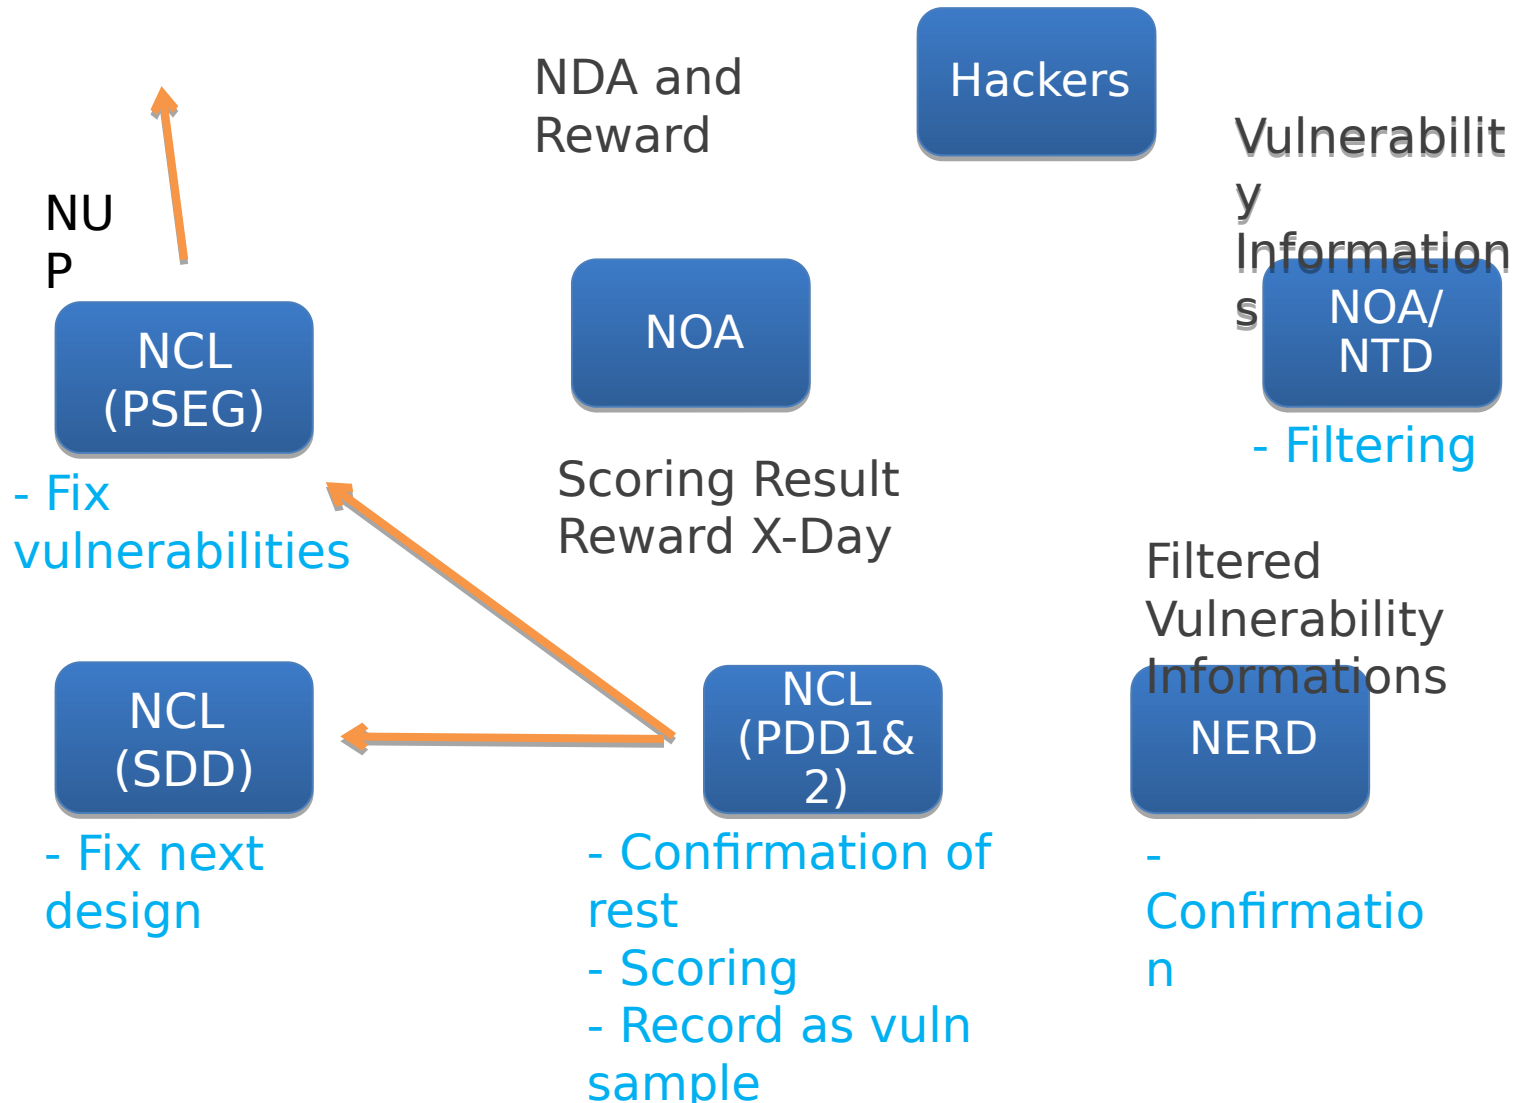 Hackers
NDA and
Reward
Vulnerabilit
y
Information
s
NU
P
NOA
NOA/
NTD
NCL
(PSEG)
- Filtering
- Fix
vulnerabilities
Scoring Result
Reward X-Day
Filtered
Vulnerability
Informations
NCL
(SDD)
NCL
(PDD1&
2)
NERD
- Fix next
design
- Confirmation of
rest
- Scoring
- Record as vuln
sample
-
Confirmatio
n